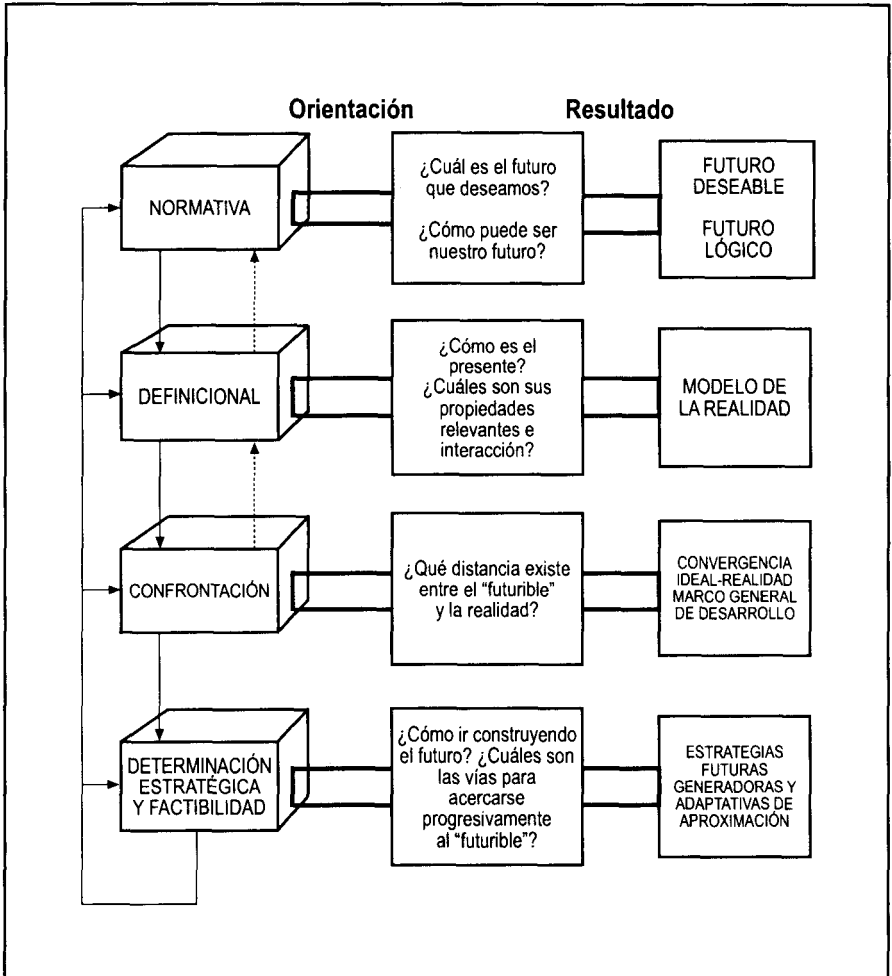 Orientación
Resultado
NORMATIVA
¿Cuál es el futuro
que deseamos?
¿Cómo puede ser
nuestro futuro?
FUTURO
DESEABLE
FUTURO
LÓGICO
DEFINICIONAL
¿Cómo es el
presente?
¿Cuáles son sus
propiedades
relevantes e
interacción?
MODELO DE
LA REALIDAD
CONFRONTACIÓN
¿Qué distancia existe
entre el "futurible"
y la realidad?
CONVERGENCIA
IDEAL-REALIDAD
MARCO GENERAL
DE DESARROLLO
DETERMINACIÓN
ESTRATÉGICA
Y FACTIBILIDAD
¿Cómo ir construyendo
el futuro? ¿Cuáles son
las vías para
acercarse
progresivamente
al "futurible"?
ESTRATEGIAS
FUTURAS
GENERADORAS Y
ADAPTATIVAS DE
APROXIMACIÓN